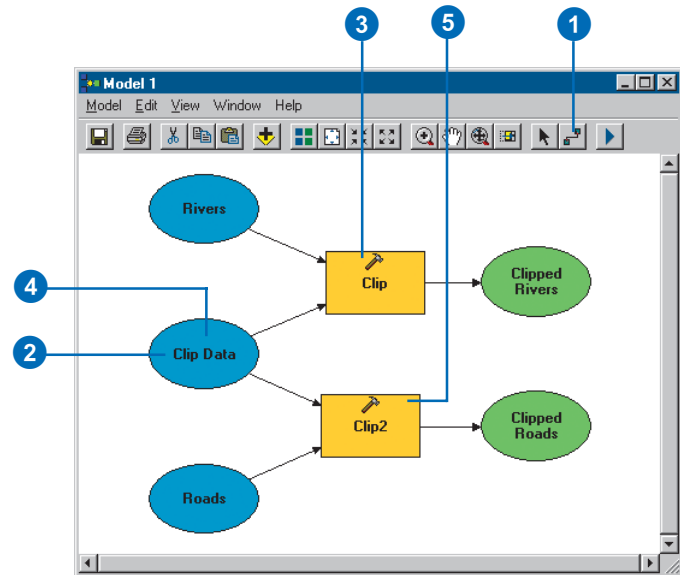 3
5
1
Model 1
Model Edit View Window Help
Rivers
Clip
Clipped
Rivers
4
2
Clip Data
Clip2
Clipped
Roads
Roads